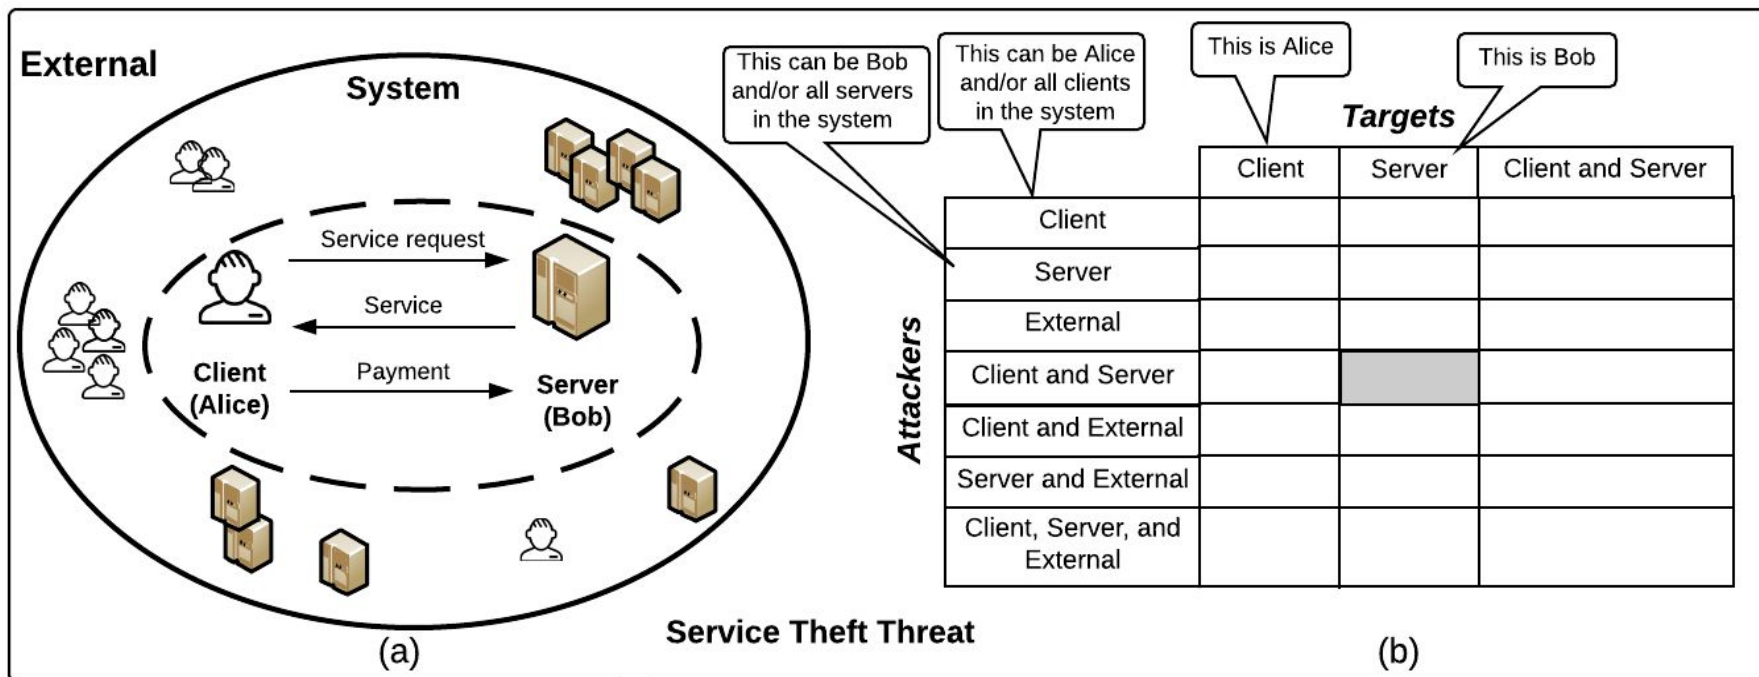 External
System
Service request
Service
Payment
Client
(Alice)
Server
(Bob)
(a)
Service Theft Threat
This can be Bob
and/or all servers
in the system
This can be Alice
and/or all clients
in the system
This is Alice
This is Bob
Targets
Client
Server
Client and Server
Attackers
Client
Server
External
Client and Server
Client and External
Server and External
Client, Server, and
External
(b)